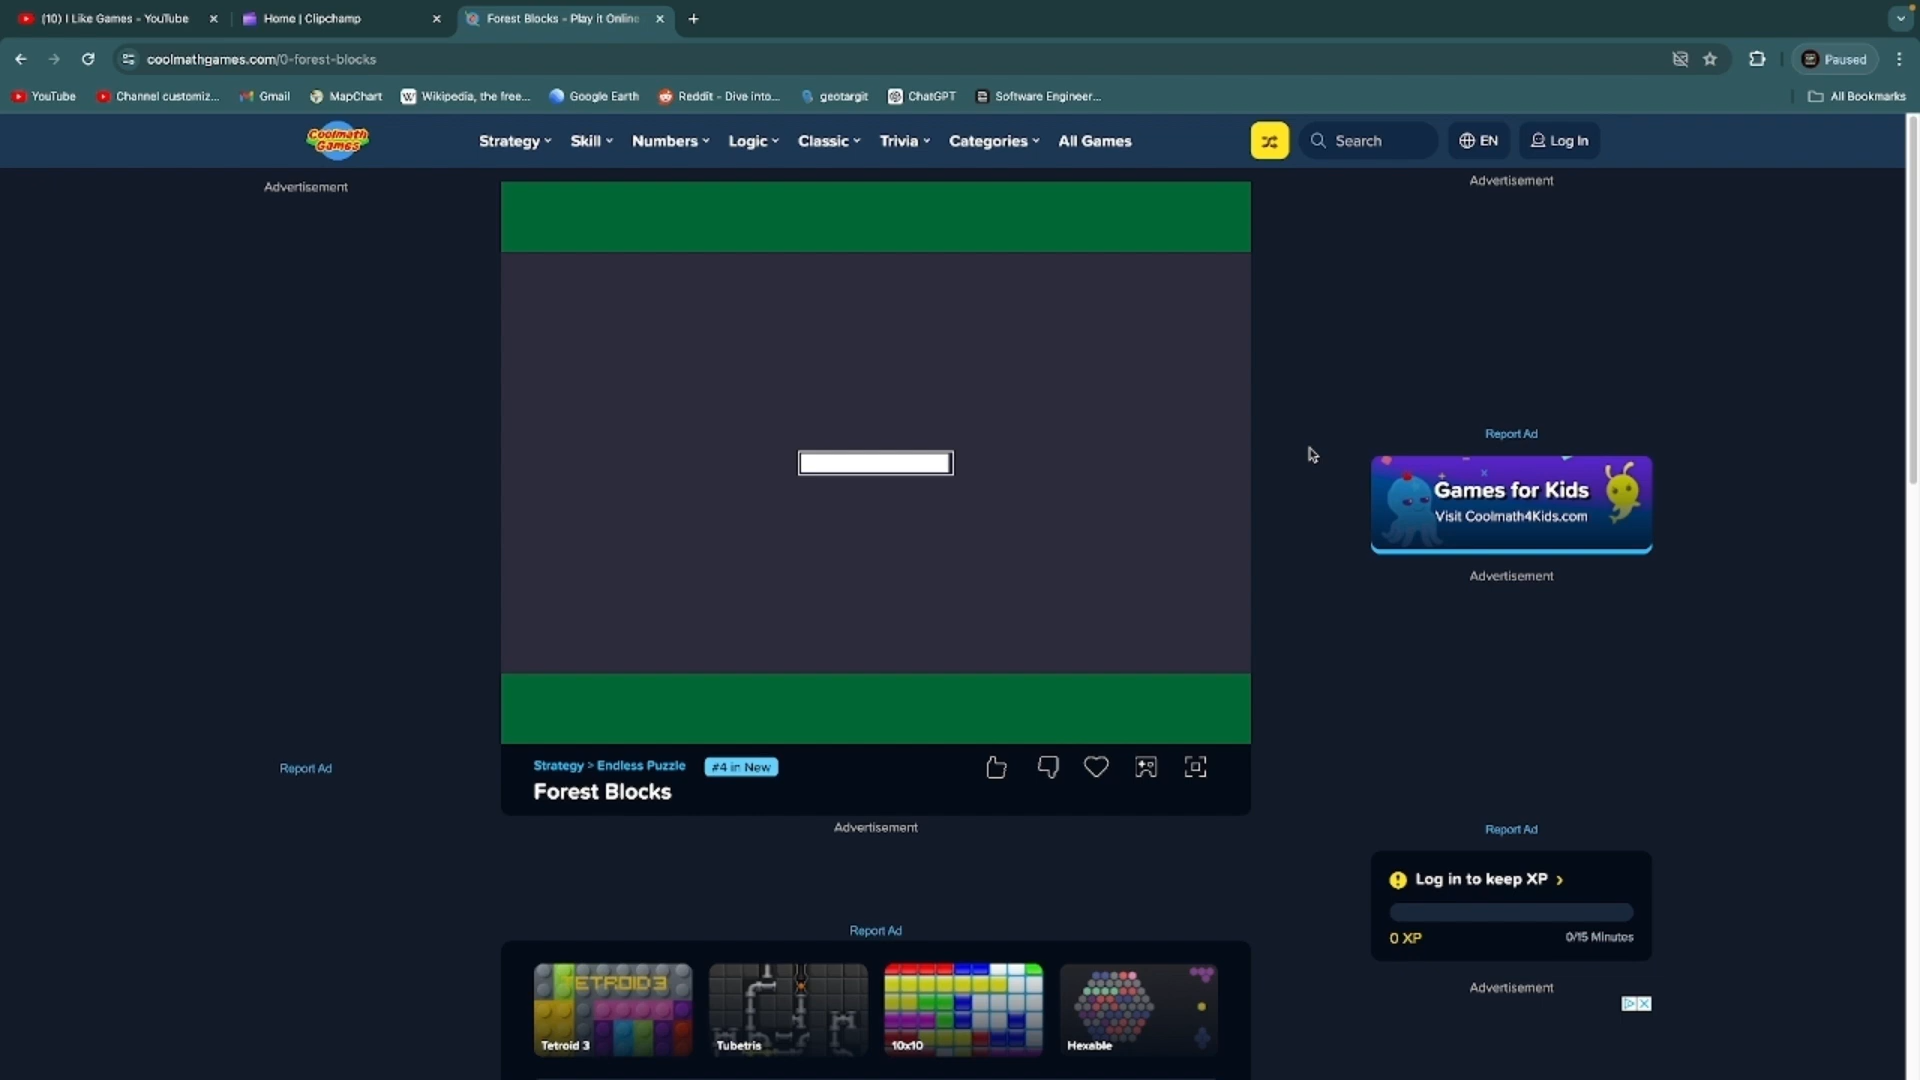 (10) I Like Games - YouTube
Home | Clipchamp
Forest Blocks - Play it Online
coolmathgames.com/0-forest-blocks
Paused
YouTube
Channel customiz...
Gmail
MapChart
Wikipedia, the free...
Google Earth
Reddit - Dive into...
geotargit
ChatGPT
Software Engineer...
All Bookmarks
Coolmath Games
Strategy
Skill
Numbers
Logic
Classic
Trivia
Categories
All Games
Search
EN
Log In
Advertisement
Advertisement
Report Ad
Games for Kids
Visit Coolmath4Kids.com
Advertisement
Report Ad
Strategy > Endless Puzzle
#4 in New
Forest Blocks
Advertisement
Report Ad
Log in to keep XP >
0 XP
0/15 Minutes
Report Ad
Advertisement
TETROID 3
Tetroid 3
Tubetris
10x10
Hexable